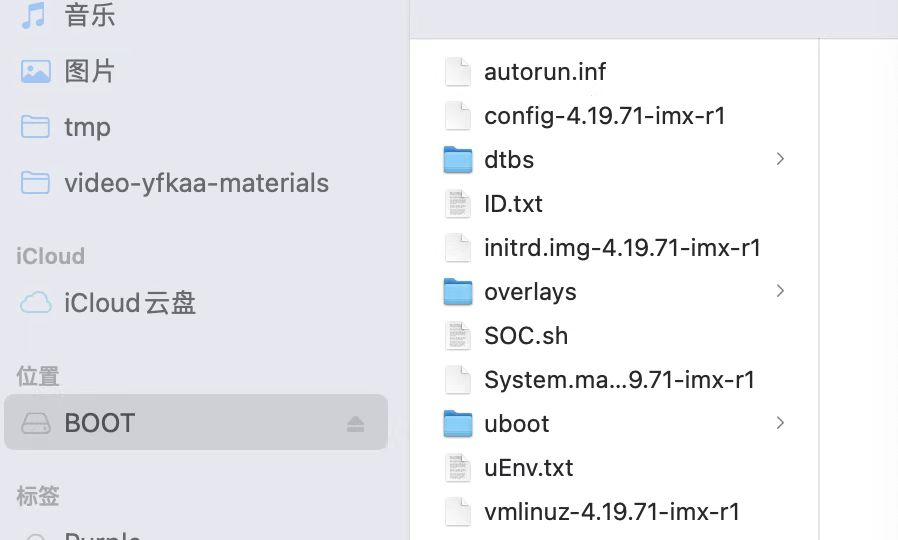 音乐
图片
tmp
video-yfkaa-materials
iCloud
iCloud云盘
位置
BOOT
标签
Purple
autorun.inf
config-4.19.71-imx-r1
dtbs
ID.txt
initrd.img-4.19.71-imx-r1
overlays
SOC.sh
System.ma...9.71-imx-r1
uboot
uEnv.txt
vmlinuz-4.19.71-imx-r1